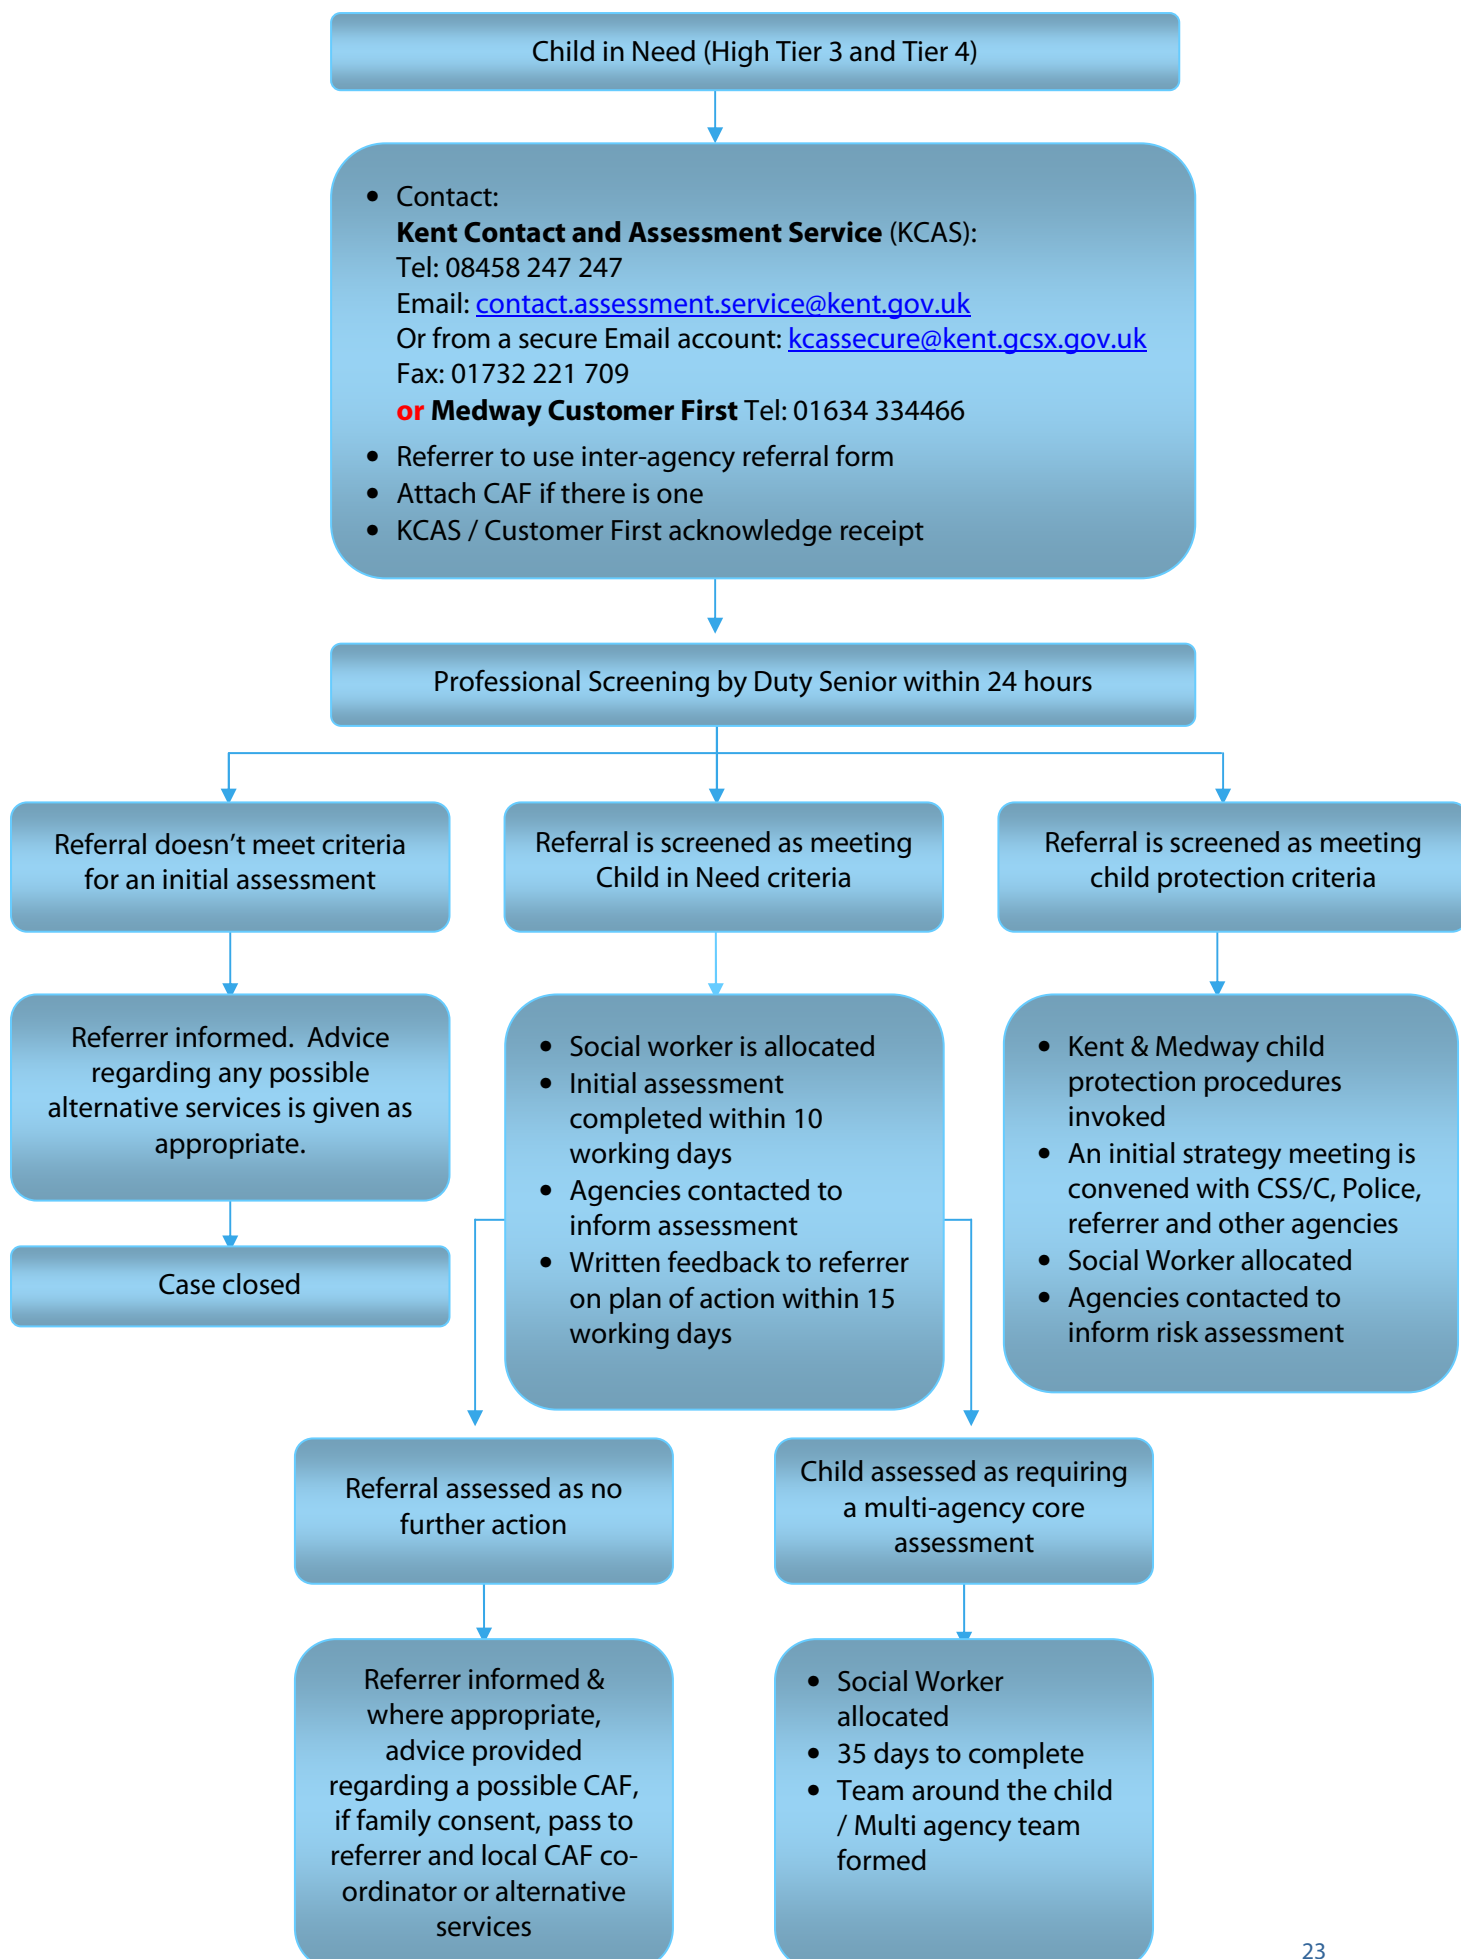 Child in Need (High Tier 3 and Tier 4)
• Contact:
Kent Contact and Assessment Service (KCAS):
Tel: 08458 247 247
Email: contact.assessment.service@kent.gov.uk
Or from a secure Email account: kcassecure@kent.gcsx.gov.uk
Fax: 01732 221 709
or Medway Customer First Tel: 01634 334466
• Referrer to use inter-agency referral form
• Attach CAF if there is one
• KCAS / Customer First acknowledge receipt
Professional Screening by Duty Senior within 24 hours
Referral doesn’t meet criteria
for an initial assessment
Referral is screened as meeting
Child in Need criteria
Referral is screened as meeting
child protection criteria
Referrer informed.  Advice
regarding any possible
alternative services is given as
appropriate.
Case closed
• Social worker is allocated
• Initial assessment
completed within 10
working days
• Agencies contacted to
inform assessment
• Written feedback to referrer
on plan of action within 15
working days
• Kent & Medway child
protection procedures
invoked
• An initial strategy meeting is
convened with CSS/C, Police,
referrer and other agencies
• Social Worker allocated
• Agencies contacted to
inform risk assessment
Referral assessed as no
further action
Child assessed as requiring
a multi-agency core
assessment
Referrer informed &
where appropriate,
advice provided
regarding a possible CAF,
if family consent, pass to
referrer and local CAF co-
ordinator or alternative
services
• Social Worker
allocated
• 35 days to complete
• Team around the child
/ Multi agency team
formed
23